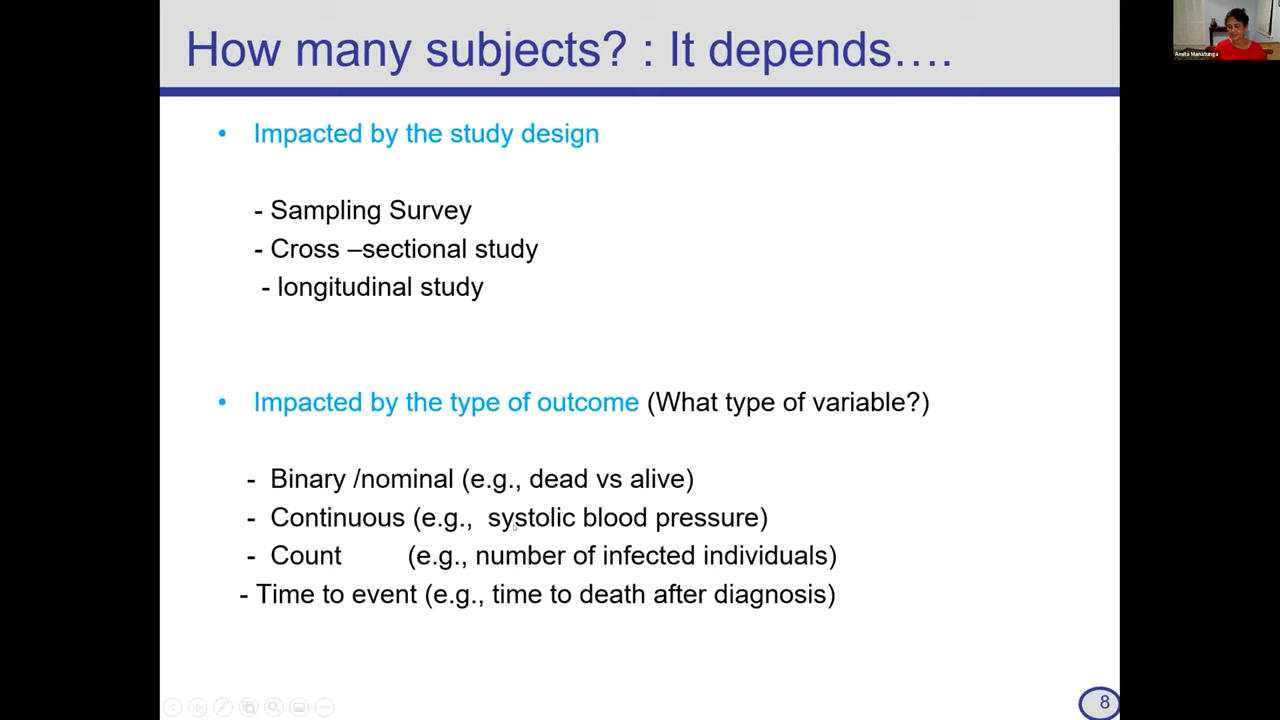 How many subjects? : It depends….
• Impacted by the study design
- Sampling Survey
- Cross –sectional study
- longitudinal study
• Impacted by the type of outcome (What type of variable?)
- Binary /nominal (e.g., dead vs alive)
- Continuous (e.g., systolic blood pressure)
- Count (e.g., number of infected individuals)
- Time to event (e.g., time to death after diagnosis)
8
Amita Manatunga